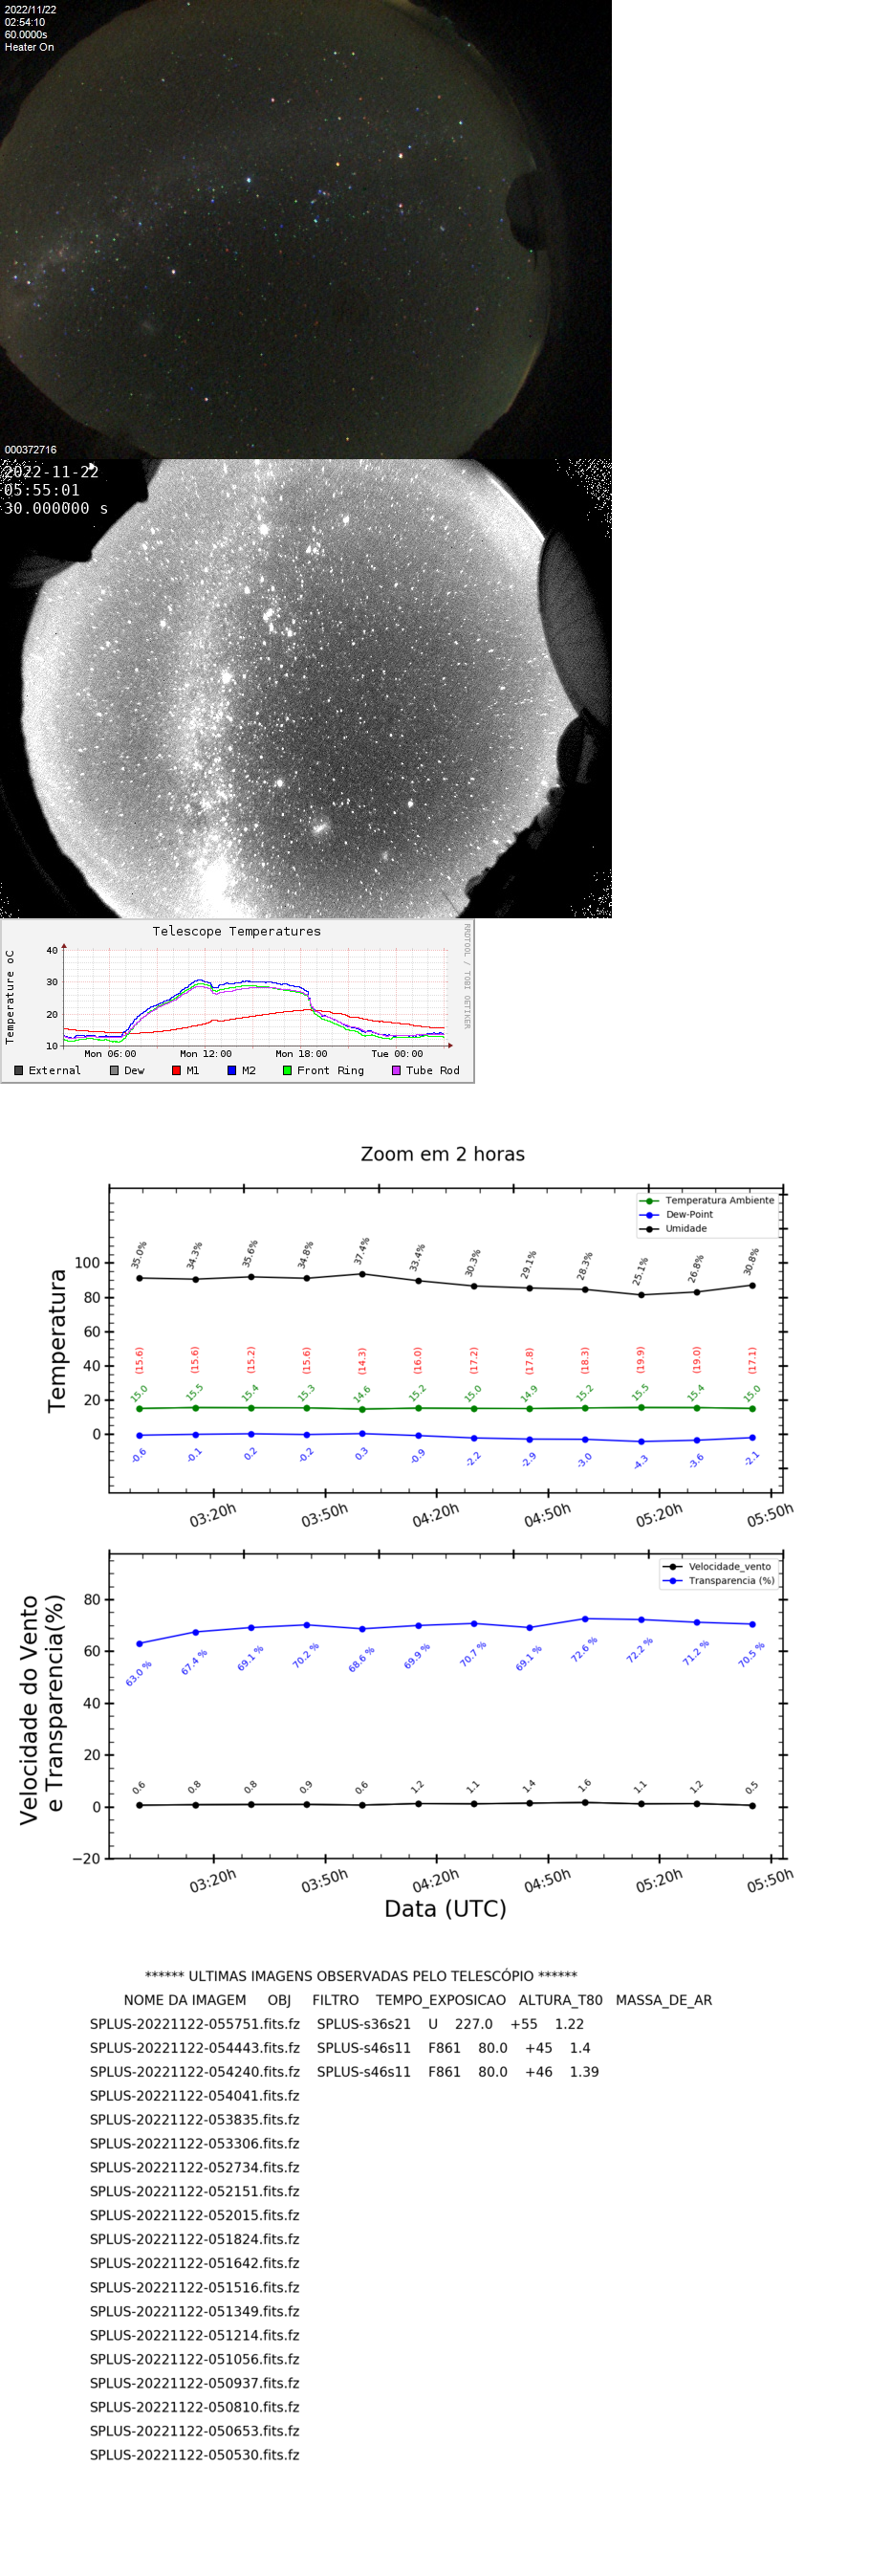 2022/11/22
02:54:10
60.0000s
Heater On
000372716
2022-11-22
05:55:01
30.000000 s
Telescope Temperatures
RRDTOOL / TOBI OETIKER
Temperature oC
40
30
20
10
Mon 06:00 Mon 12:00 Mon 18:00 Tue 00:00
External Dew M1 M2 Front Ring Tube Rod
Zoom em 2 horas
Temperatura Ambiente
Dew-Point
Umidade
Temperatura
100
80
60
40
20
0
35.0% 34.3% 35.6% 34.8% 37.4% 33.4% 30.3% 29.1% 28.3% 25.1% 26.8% 30.8%
(15.6) (15.6) (15.2) (15.6) (14.3) (16.0) (17.2) (17.8) (18.3) (19.9) (19.0) (17.1)
15.0 15.5 15.4 15.3 14.6 15.2 15.0 14.9 15.2 15.5 15.4 15.0
-0.6 -0.1 0.2 -0.2 0.3 -0.9 -2.2 -2.9 -3.0 -4.3 -3.6 -2.1
03:20h 03:50h 04:20h 04:50h 05:20h 05:50h
Velocidade_vento
Transparencia (%)
Velocidade do Vento
e Transparencia(%)
80
60
40
20
0
−20
63.0 % 67.4 % 69.1 % 70.2 % 68.6 % 69.9 % 70.7 % 69.1 % 72.6 % 72.2 % 71.2 % 70.5 %
0.6 0.8 0.8 0.9 0.6 1.2 1.1 1.4 1.6 1.1 1.2 0.5
03:20h 03:50h 04:20h 04:50h 05:20h 05:50h
Data (UTC)
****** ULTIMAS IMAGENS OBSERVADAS PELO TELESCÓPIO ******
NOME DA IMAGEM OBJ FILTRO TEMPO_EXPOSICAO ALTURA_T80 MASSA_DE_AR
SPLUS-20221122-055751.fits.fz SPLUS-s36s21 U 227.0 +55 1.22
SPLUS-20221122-054443.fits.fz SPLUS-s46s11 F861 80.0 +45 1.4
SPLUS-20221122-054240.fits.fz SPLUS-s46s11 F861 80.0 +46 1.39
SPLUS-20221122-054041.fits.fz
SPLUS-20221122-053835.fits.fz
SPLUS-20221122-053306.fits.fz
SPLUS-20221122-052734.fits.fz
SPLUS-20221122-052151.fits.fz
SPLUS-20221122-052015.fits.fz
SPLUS-20221122-051824.fits.fz
SPLUS-20221122-051642.fits.fz
SPLUS-20221122-051516.fits.fz
SPLUS-20221122-051349.fits.fz
SPLUS-20221122-051214.fits.fz
SPLUS-20221122-051056.fits.fz
SPLUS-20221122-050937.fits.fz
SPLUS-20221122-050810.fits.fz
SPLUS-20221122-050653.fits.fz
SPLUS-20221122-050530.fits.fz